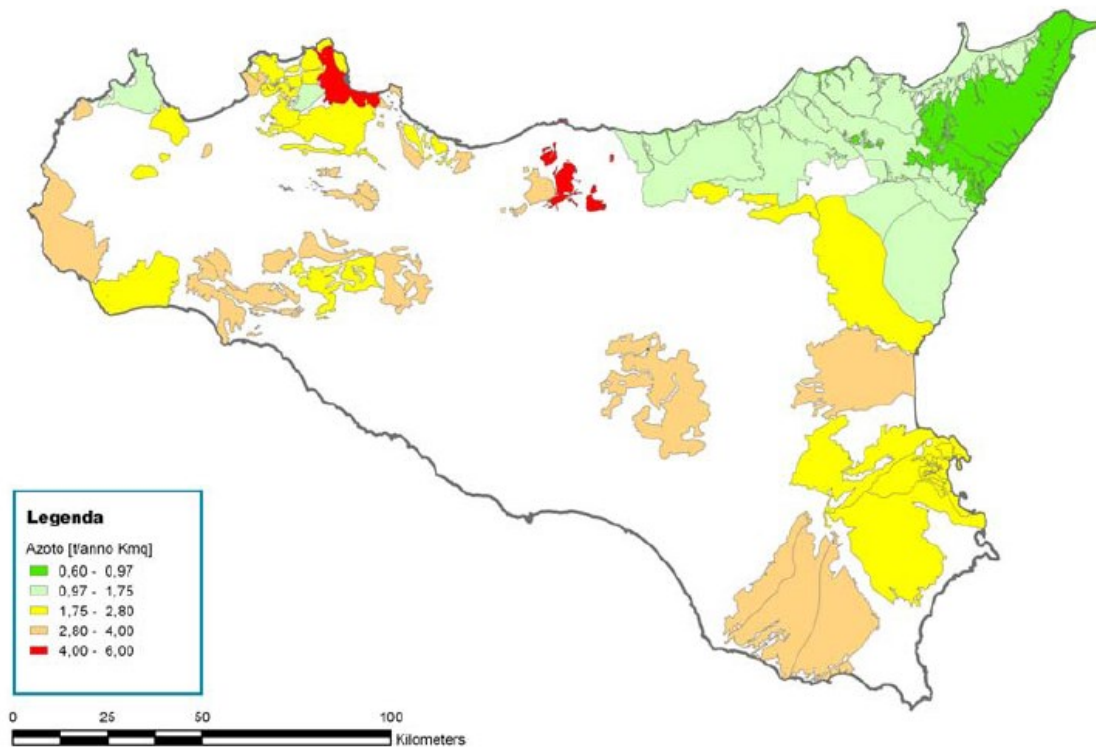 Legenda
Azoto [t/anno Kmq]
0,60 - 0,97
0,97 - 1,75
1,75 - 2,80
2,80 - 4,00
4,00 - 6,00
0 25 50 100
Kilometers